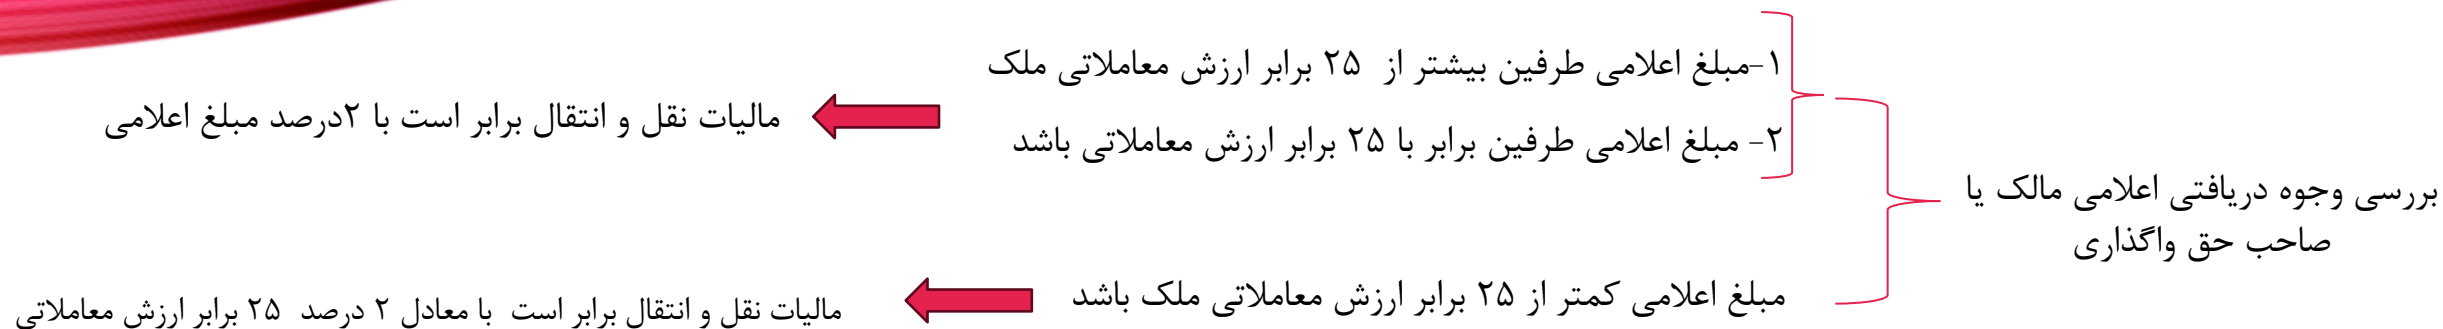 بررسی وجوه دریافتی اعلامی مالک یا
صاحب حق واگذاری
۱-مبلغ اعلامی طرفین بیشتر از ۲۵ برابر ارزش معاملاتی ملک
۲- مبلغ اعلامی طرفین برابر با ۲۵ برابر ارزش معاملاتی باشد
مالیات نقل و انتقال برابر است با ۲درصد مبلغ اعلامی
مبلغ اعلامی کمتر از ۲۵ برابر ارزش معاملاتی ملک باشد
مالیات نقل و انتقال برابر است با معادل ۲ درصد ۲۵ برابر ارزش معاملاتی